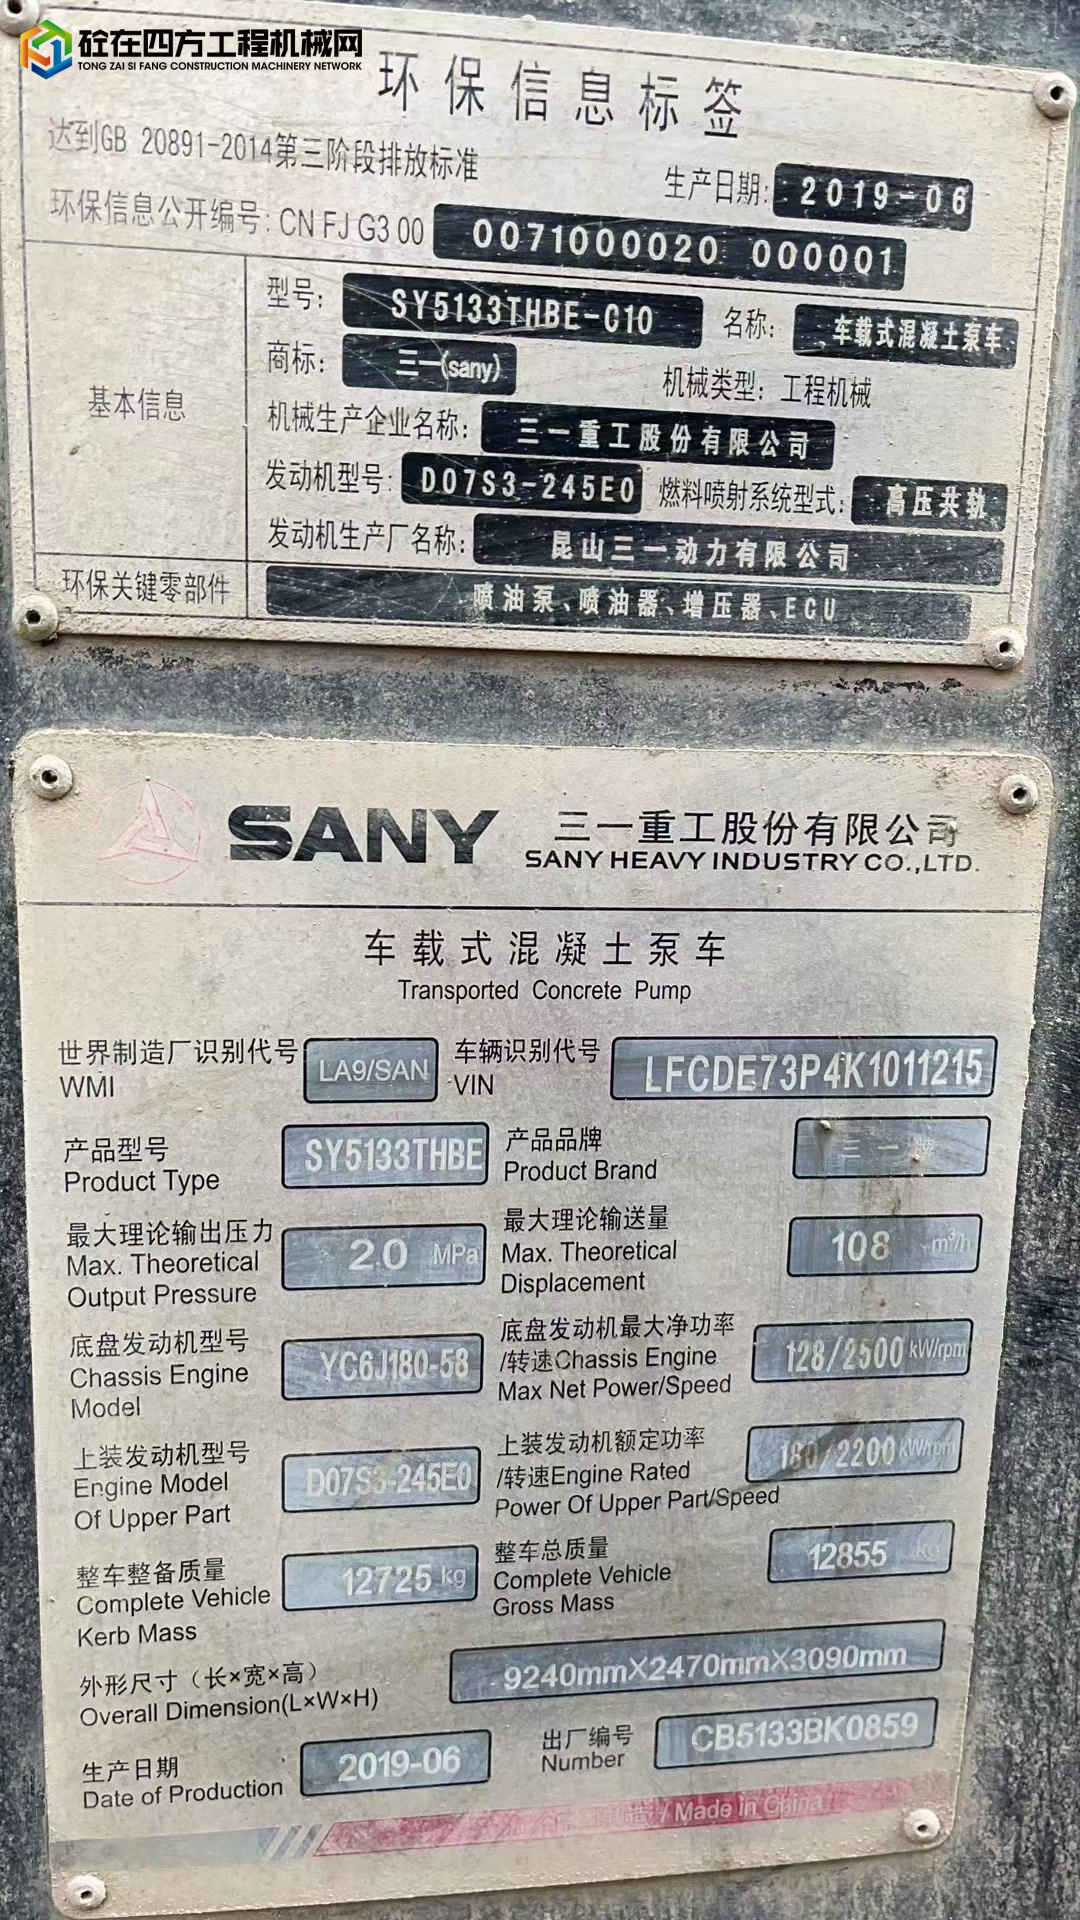 砼在四方工程机械网
TONG ZAI SI FANG CONSTRUCTION MACHINERY NETWORK
环保信息标签
达到GB 20891-2014第三阶段排放标准
生产日期: 2019-06
环保信息公开编号: CN FJ G3 00 0071000020 000001
基本信息
型号: SY5133THBE-C10 名称: 车载式混凝土泵车
商标: 三一(sany) 机械类型: 工程机械
机械生产企业名称: 三一重工股份有限公司
发动机型号: D07S3-245E0 燃料喷射系统型式: 高压共轨
发动机生产厂名称: 昆山三一动力有限公司
环保关键零部件 喷油泵、喷油器、增压器、ECU
SANY 三一重工股份有限公司
SANY HEAVY INDUSTRY CO.,LTD.
车载式混凝土泵车
Transported Concrete Pump
世界制造厂识别代号 LA9/SAN 车辆识别代号 LFCDE73P4K1011215
WMI VIN
产品型号 SY5133THBE 产品品牌 三一牌
Product Type Product Brand
最大理论输出压力 20 MPa 最大理论输送量 108 m³/h
Max. Theoretical Max. Theoretical
Output Pressure Displacement
底盘发动机型号 YC6J180-58 底盘发动机最大净功率 128/2500 kW/rpm
Chassis Engine /转速Chassis Engine
Model Max Net Power/Speed
上装发动机型号 D07S3-245E0 上装发动机额定功率 180/2200 kW/rpm
Engine Model /转速Engine Rated
Of Upper Part Power Of Upper Part/Speed
整车整备质量 12725 kg 整车总质量 12855 kg
Complete Vehicle Complete Vehicle
Kerb Mass Gross Mass
外形尺寸（长×宽×高） 9240mmX2470mmX3090mm
Overall Dimension(L×W×H)
生产日期 2019-06 出厂编号 CB5133BK0859
Date of Production Number
/ Made in China